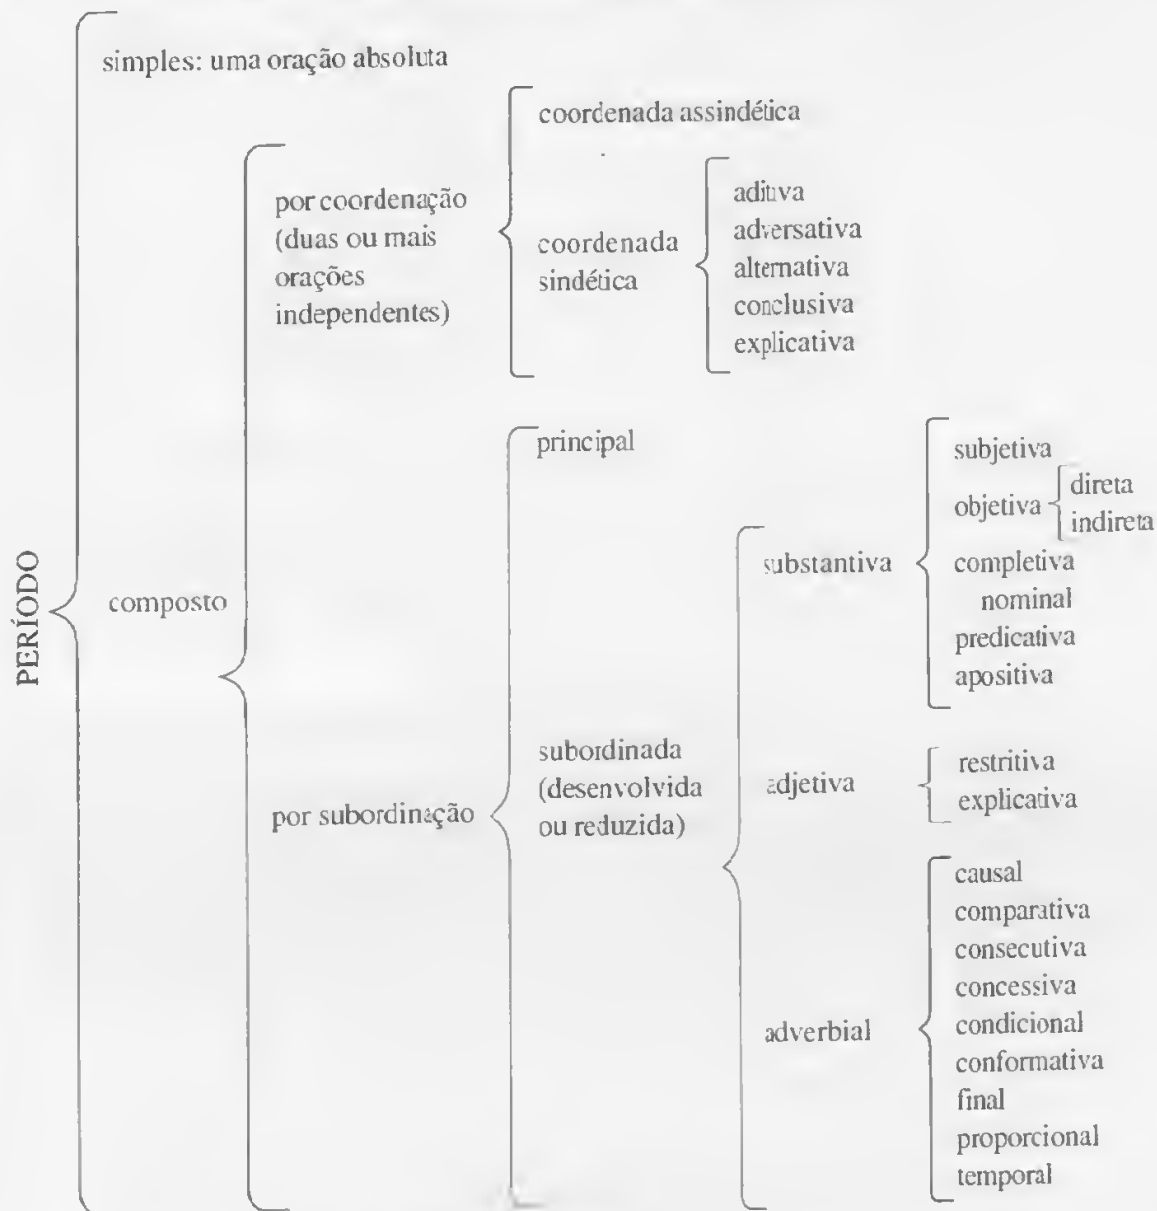 PERÍODO
simples: uma oração absoluta
composto
por coordenação
(duas ou mais
orações
independentes)
coordenada assindética
coordenada
sindética
aditiva
adversativa
alternativa
conclusiva
explicativa
por subordinação
principal
subordinada
(desenvolvida
ou reduzida)
substantiva
subjetiva
objetiva
direta
indireta
completiva
nominal
predicativa
apositiva
adjetiva
restritiva
explicativa
adverbial
causal
comparativa
consecutiva
concessiva
condicional
conformativa
final
proporcional
temporal